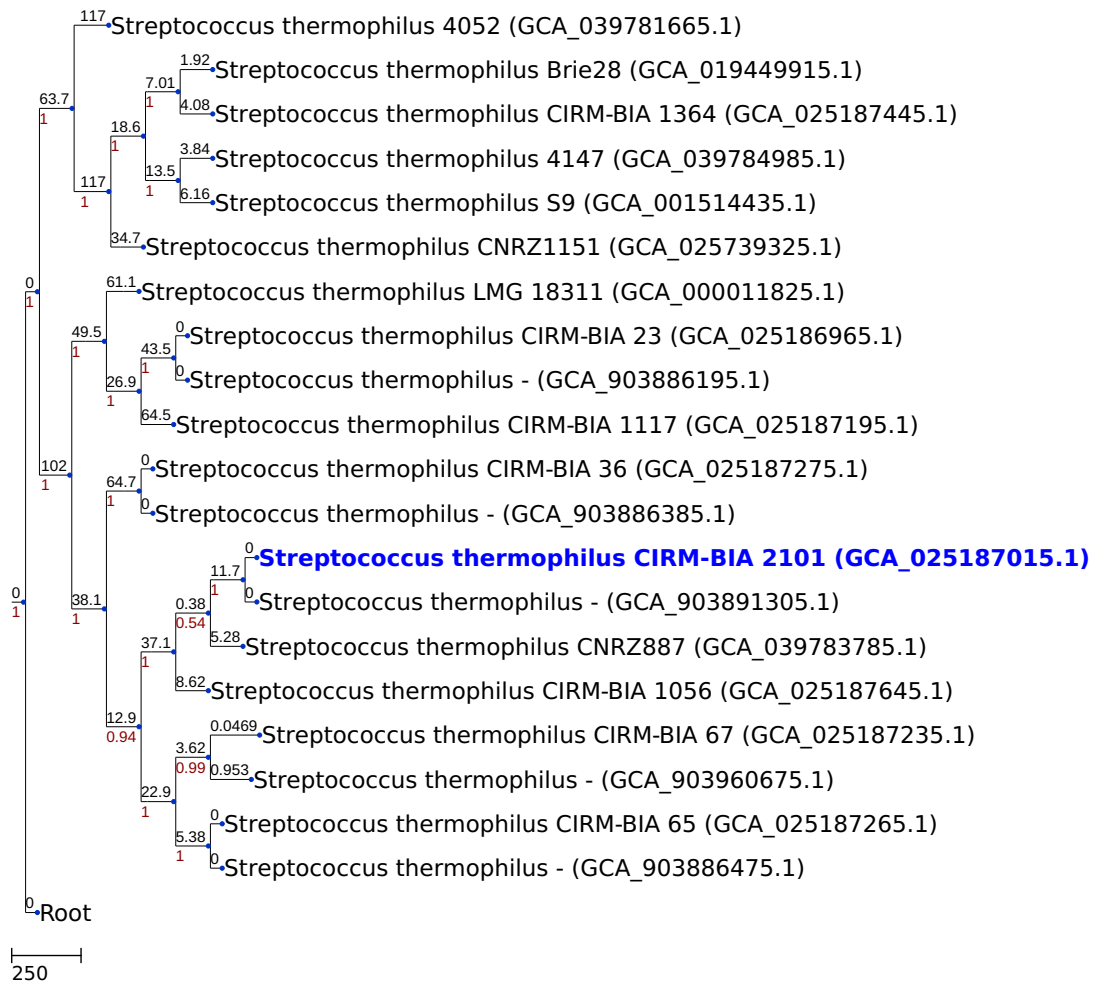 117
Streptococcus thermophilus 4052 (GCA_039781665.1)
1.92
Streptococcus thermophilus Brie28 (GCA_019449915.1)
7.01
1
4.08
Streptococcus thermophilus CIRM-BIA 1364 (GCA_025187445.1)
63.7
1
18.6
1
3.84
Streptococcus thermophilus 4147 (GCA_039784985.1)
13.5
1
117
1
6.16
Streptococcus thermophilus S9 (GCA_001514435.1)
34.7
Streptococcus thermophilus CNRZ1151 (GCA_025739325.1)
0
1
61.1
Streptococcus thermophilus LMG 18311 (GCA_000011825.1)
49.5
1
0
Streptococcus thermophilus CIRM-BIA 23 (GCA_025186965.1)
43.5
1
0
Streptococcus thermophilus - (GCA_903886195.1)
26.9
1
64.5
Streptococcus thermophilus CIRM-BIA 1117 (GCA_025187195.1)
102
1
0
Streptococcus thermophilus CIRM-BIA 36 (GCA_025187275.1)
64.7
1
0
Streptococcus thermophilus - (GCA_903886385.1)
0
Streptococcus thermophilus CIRM-BIA 2101 (GCA_025187015.1)
11.7
1
0
Streptococcus thermophilus - (GCA_903891305.1)
0
1
38.1
1
0.38
0.54
5.28
Streptococcus thermophilus CNRZ887 (GCA_039783785.1)
37.1
1
8.62
Streptococcus thermophilus CIRM-BIA 1056 (GCA_025187645.1)
12.9
0.94
0.0469
Streptococcus thermophilus CIRM-BIA 67 (GCA_025187235.1)
3.62
0.99
0.953
Streptococcus thermophilus - (GCA_903960675.1)
22.9
1
0
Streptococcus thermophilus CIRM-BIA 65 (GCA_025187265.1)
5.38
1
0
Streptococcus thermophilus - (GCA_903886475.1)
0
Root
250